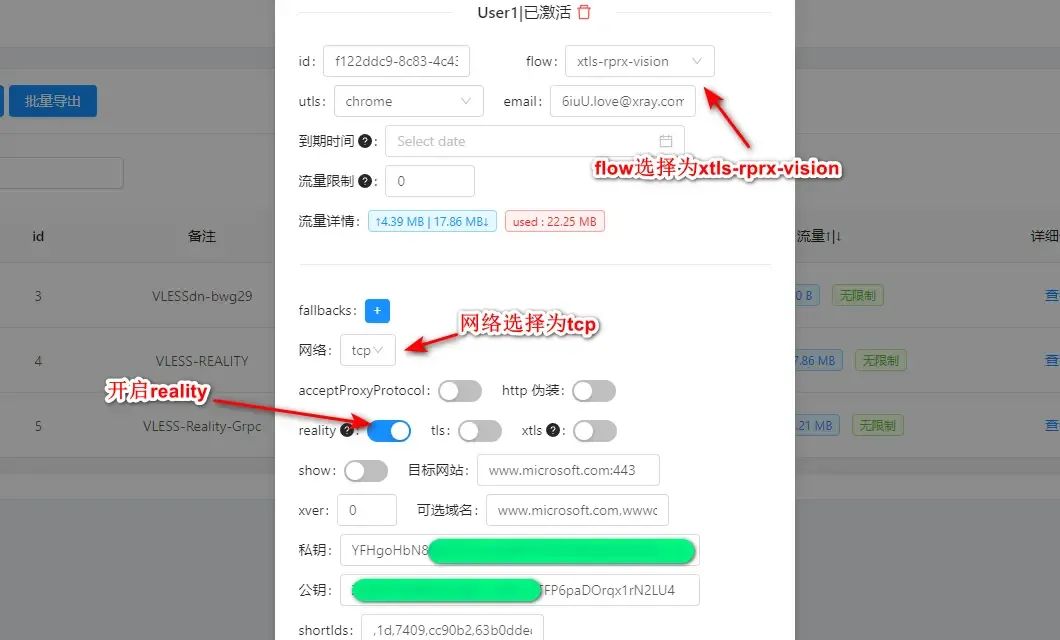 User1|已激活
id: f122ddc9-8c83-4c43 flow: xtls-rprx-vision
批量导出
utls: chrome email: 6iuU.love@xray.com
到期时间 ?: Select date
flow选择为xtls-rprx-vision
流量限制 ?: 0
流量详情: ↑4.39 MB | 17.86 MB↓ used : 22.25 MB
id 备注 流量↑|↓ 详细
3 VLESSdn-bwg29 0 B 无限制 查
fallbacks: +
网络选择为tcp
网络: tcp
4 VLESS-REALITY 7.86 MB 无限制 查
acceptProxyProtocol: http 伪装:
开启reality
5 VLESS-Reality-Grpc .21 MB 无限制 查
reality ?: tls: xtls ?:
show: 目标网站: www.microsoft.com:443
xver: 0 可选域名: www.microsoft.com,www
私钥: YFHgoHbN8
公钥: FP6paDOrqx1rN2LU4
shortIds: ,1d,7409,cc90b2,63b0dde